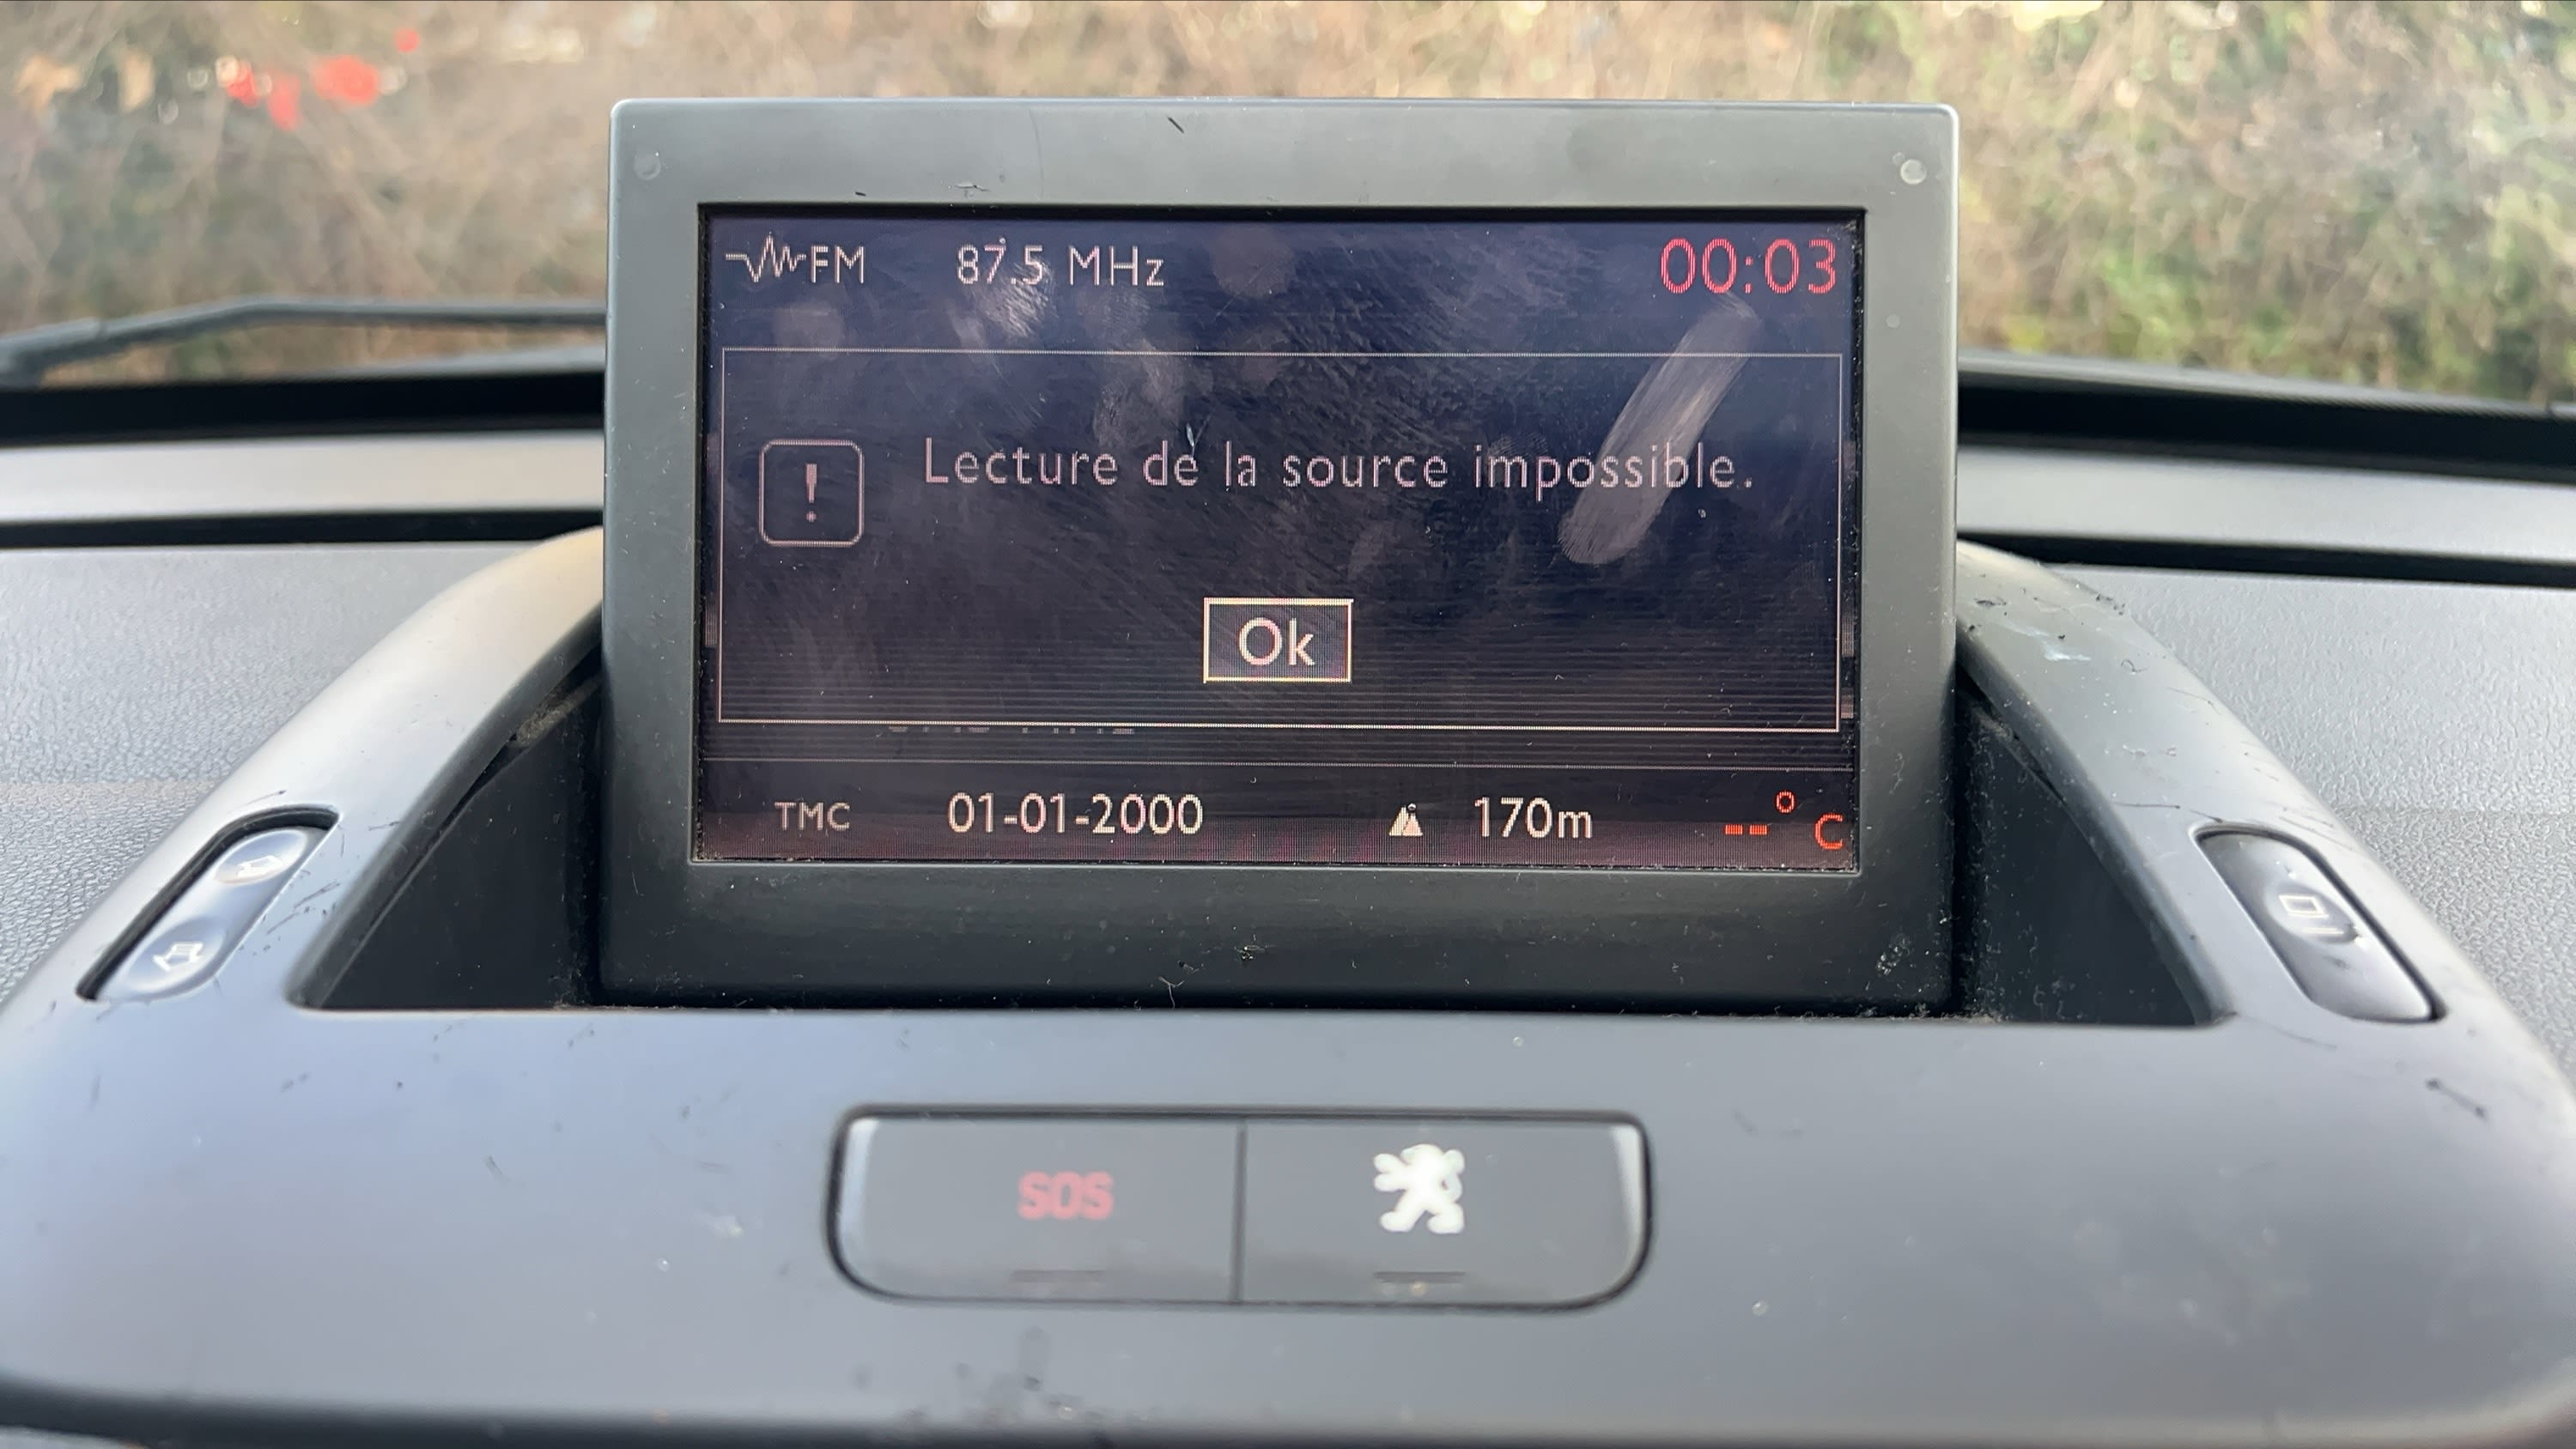 FM 87.5 MHz 00:03
Lecture de la source impossible.
!
Ok
TMC 01-01-2000 170m --°C
SOS